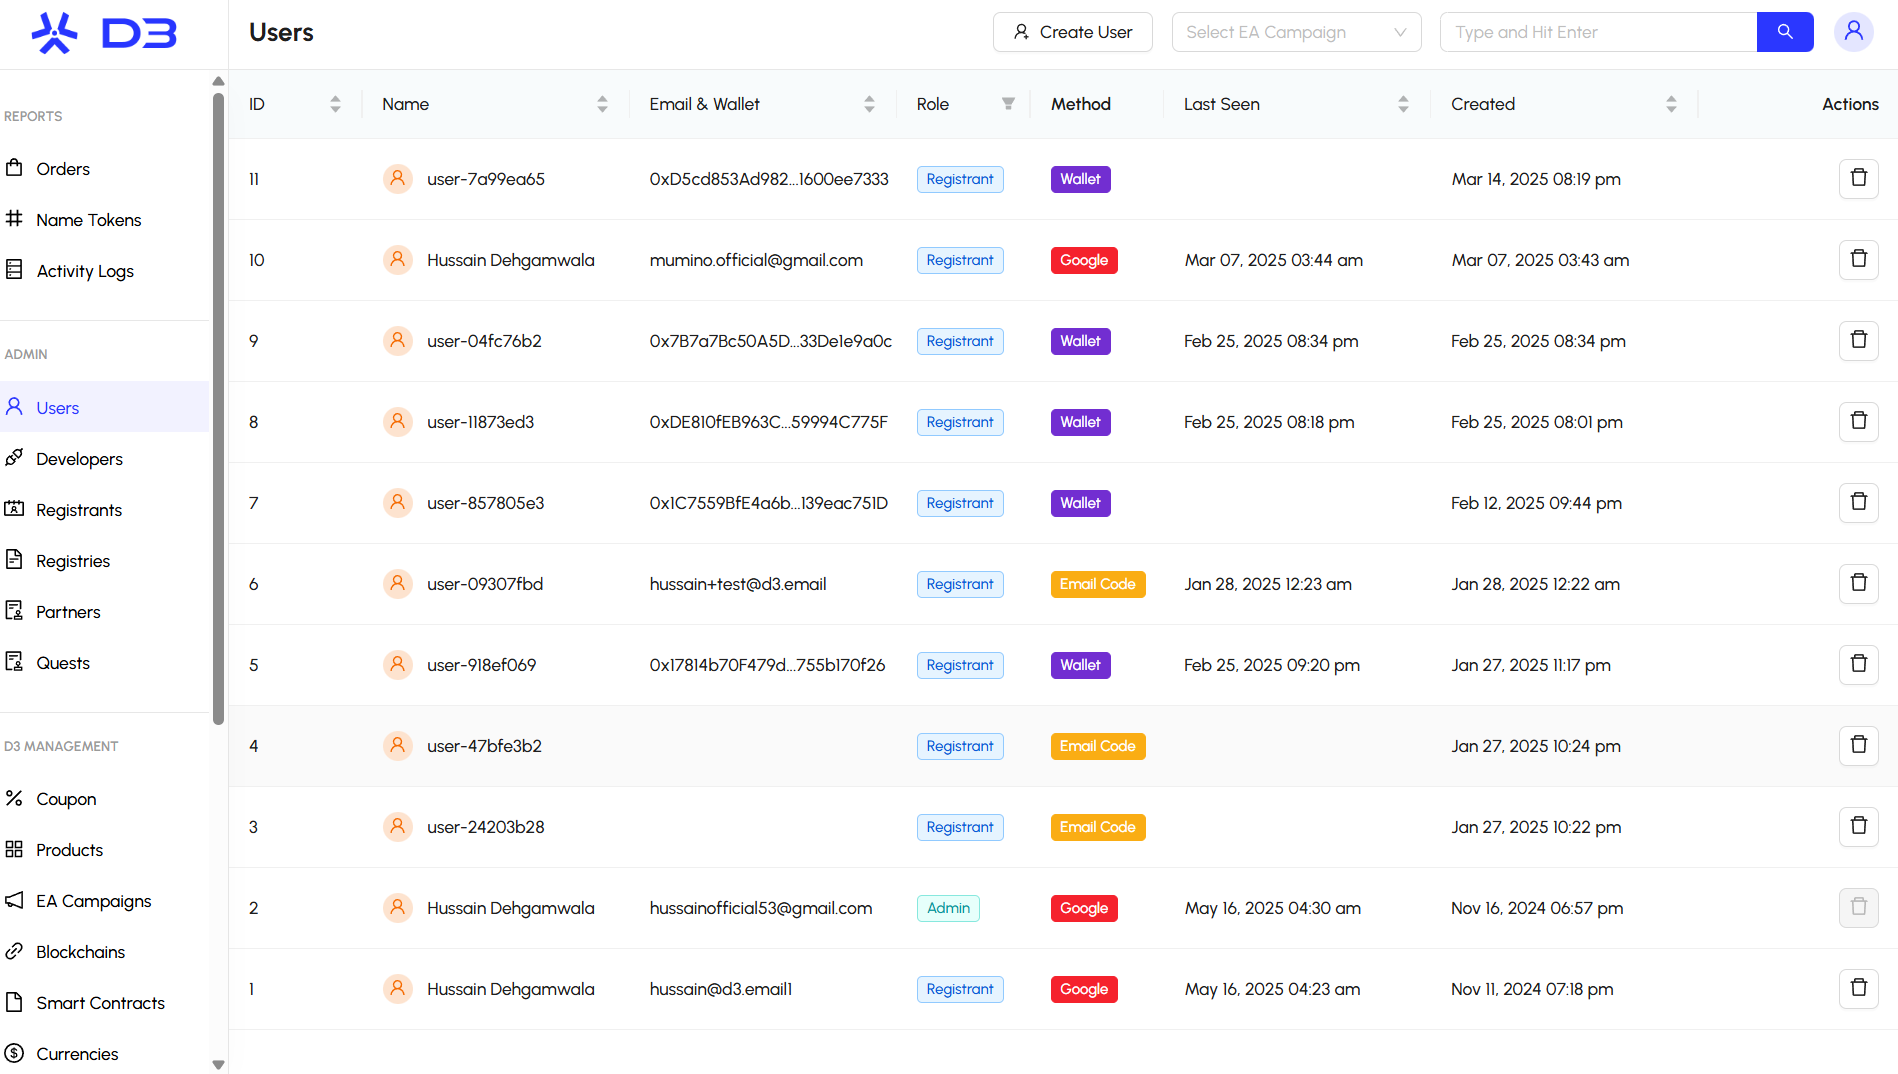 D3
Users
Create User
Select EA Campaign
Type and Hit Enter
REPORTS
Orders
Name Tokens
Activity Logs
ADMIN
Users
Developers
Registrants
Registries
Partners
Quests
D3 MANAGEMENT
Coupon
Products
EA Campaigns
Blockchains
Smart Contracts
Currencies
ID Name Email & Wallet Role Method Last Seen Created Actions
11 user-7a99ea65 0xD5cd853Ad982...1600ee7333 Registrant Wallet Mar 14, 2025 08:19 pm
10 Hussain Dehgamwala mumino.official@gmail.com Registrant Google Mar 07, 2025 03:44 am Mar 07, 2025 03:43 am
9 user-04fc76b2 0x7B7a7Bc50A5D...33De1e9a0c Registrant Wallet Feb 25, 2025 08:34 pm Feb 25, 2025 08:34 pm
8 user-11873ed3 0xDE810fEB963C...59994C775F Registrant Wallet Feb 25, 2025 08:18 pm Feb 25, 2025 08:01 pm
7 user-857805e3 0x1C7559BfE4a6b...139eac751D Registrant Wallet Feb 12, 2025 09:44 pm
6 user-09307fbd hussain+test@d3.email Registrant Email Code Jan 28, 2025 12:23 am Jan 28, 2025 12:22 am
5 user-918ef069 0x17814b70F479d...755b170f26 Registrant Wallet Feb 25, 2025 09:20 pm Jan 27, 2025 11:17 pm
4 user-47bfe3b2 Registrant Email Code Jan 27, 2025 10:24 pm
3 user-24203b28 Registrant Email Code Jan 27, 2025 10:22 pm
2 Hussain Dehgamwala hussainofficial53@gmail.com Admin Google May 16, 2025 04:30 am Nov 16, 2024 06:57 pm
1 Hussain Dehgamwala hussain@d3.email1 Registrant Google May 16, 2025 04:23 am Nov 11, 2024 07:18 pm